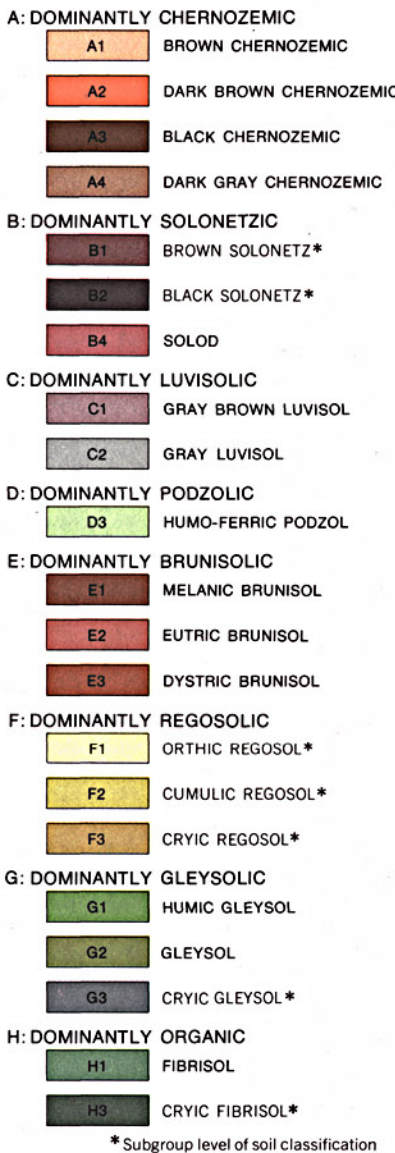 A: DOMINANTLY CHERNOZEMIC
A1 BROWN CHERNOZEMIC
A2 DARK BROWN CHERNOZEMIC
A3 BLACK CHERNOZEMIC
A4 DARK GRAY CHERNOZEMIC
B: DOMINANTLY SOLONETZIC
B1 BROWN SOLONETZ*
B2 BLACK SOLONETZ*
B4 SOLOD
C: DOMINANTLY LUVISOLIC
C1 GRAY BROWN LUVISOL
C2 GRAY LUVISOL
D: DOMINANTLY PODZOLIC
D3 HUMO-FERRIC PODZOL
E: DOMINANTLY BRUNISOLIC
E1 MELANIC BRUNISOL
E2 EUTRIC BRUNISOL
E3 DYSTRIC BRUNISOL
F: DOMINANTLY REGOSOLIC
F1 ORTHIC REGOSOL*
F2 CUMULIC REGOSOL*
F3 CRYIC REGOSOL*
G: DOMINANTLY GLEYSOLIC
G1 HUMIC GLEYSOL
G2 GLEYSOL
G3 CRYIC GLEYSOL*
H: DOMINANTLY ORGANIC
H1 FIBRISOL
H3 CRYIC FIBRISOL*
* Subgroup level of soil classification